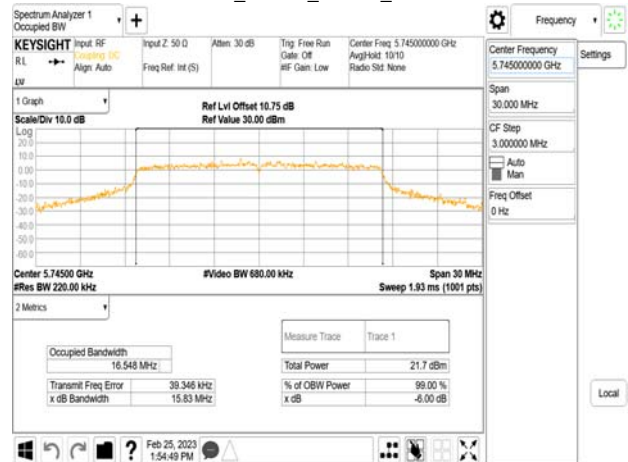 Spectrum Analyzer 1
Occupied BW
Frequency
KEYSIGHT
RL
Input: RF
Coupling: DC
Align: Auto
Input Z: 50 Ω
Freq Ref: Int (S)
Atten: 30 dB
Trig: Free Run
Gate: Off
#IF Gain: Low
Center Freq: 5.745000000 GHz
Avg|Hold: 10/10
Radio Std: None
Center Frequency
5.745000000 GHz
Settings
Span
30.000 MHz
CF Step
3.000000 MHz
Auto
Man
Freq Offset
0 Hz
Local
1 Graph
Scale/Div 10.0 dB
Ref Lvl Offset 10.75 dB
Ref Value 30.00 dBm
Log
20.0
10.0
0.00
-10.0
-20.0
-30.0
-40.0
-50.0
-60.0
Center 5.74500 GHz
#Video BW 680.00 kHz
Span 30 MHz
#Res BW 220.00 kHz
Sweep 1.93 ms (1001 pts)
2 Metrics
Measure Trace
Trace 1
Occupied Bandwidth
16.548 MHz
Total Power
21.7 dBm
Transmit Freq Error
39.346 kHz
% of OBW Power
99.00 %
x dB Bandwidth
15.83 MHz
x dB
-6.00 dB
?
Feb 25, 2023
1:54:49 PM